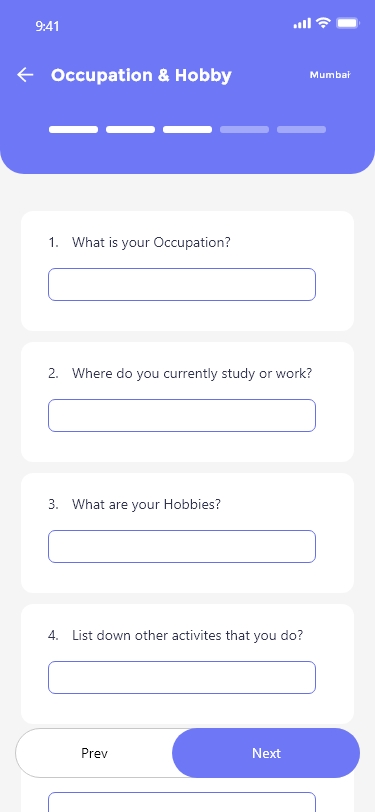 9:41
Occupation & Hobby
Mumbai
1. What is your Occupation?
2. Where do you currently study or work?
3. What are your Hobbies?
4. List down other activites that you do?
Prev
Next